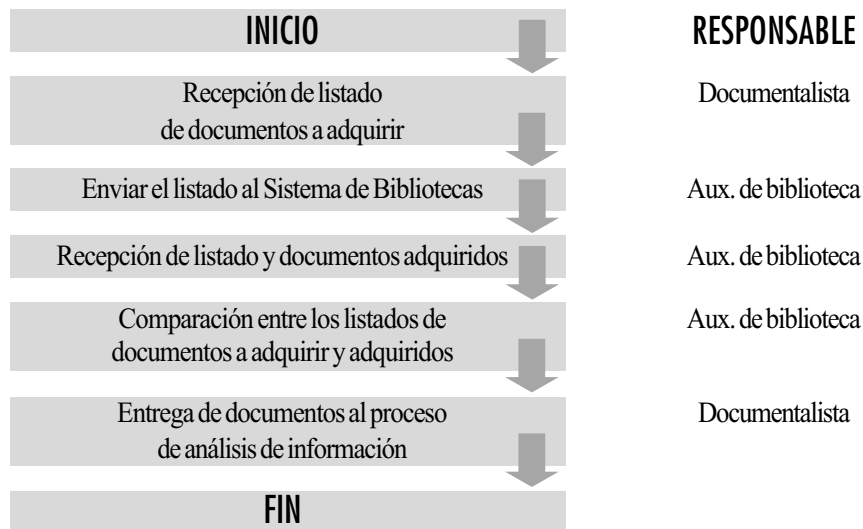 INICIO RESPONSABLE
Recepción de listado Documentalista
de documentos a adquirir
Enviar el listado al Sistema de Bibliotecas Aux. de biblioteca
Recepción de listado y documentos adquiridos Aux. de biblioteca
Comparación entre los listados de Aux. de biblioteca
documentos a adquirir y adquiridos
Entrega de documentos al proceso Documentalista
de análisis de información
FIN